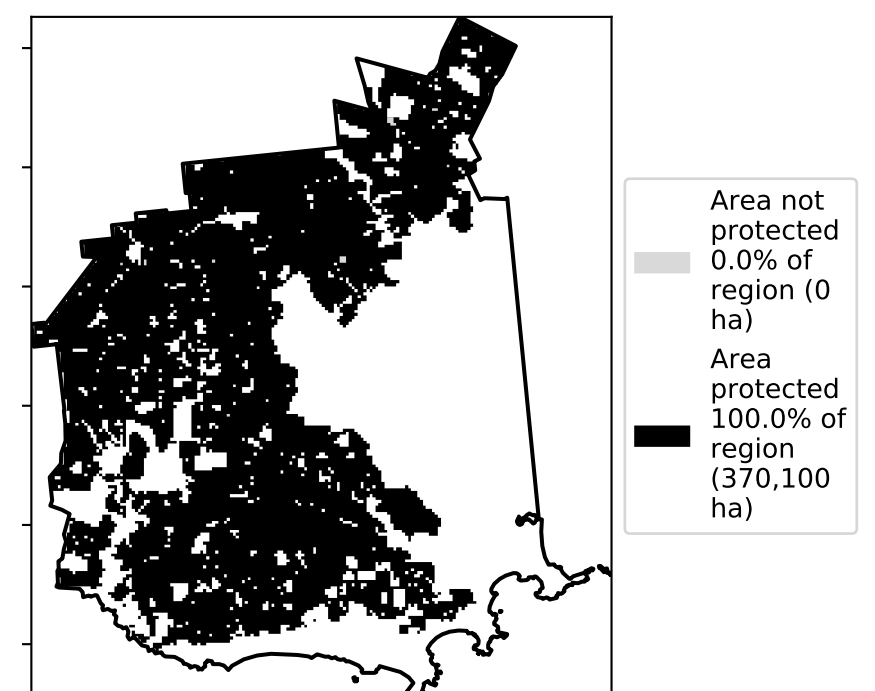 Area not
protected
0.0% of
region (0
ha)
Area
protected
100.0% of
region
(370,100
ha)